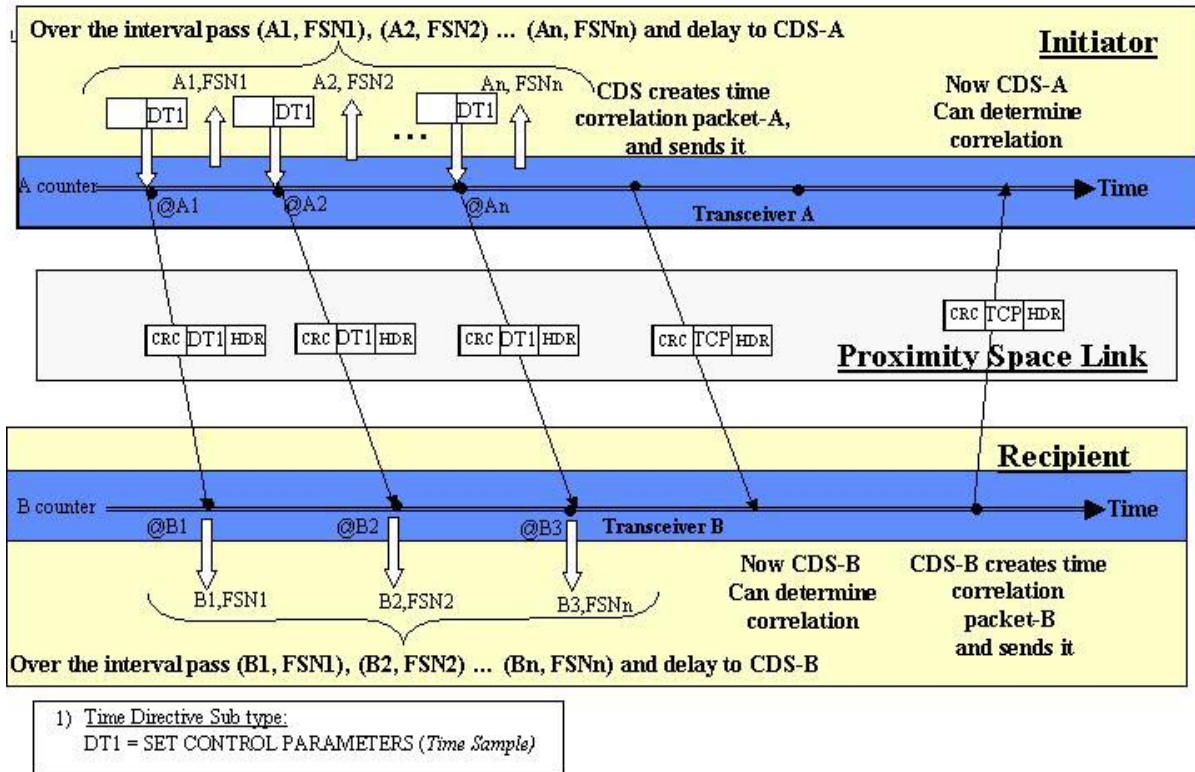 Over the interval pass (A1, FSN1), (A2, FSN2) ... (An, FSNn) and delay to CDS-A
Initiator
A1,FSN1
A2, FSN2
An, FSNn
DT1
DT1
DT1
...
CDS creates time
correlation packet-A,
and sends it
Now CDS-A
Can determine
correlation
A counter
@A1
@A2
@An
Transceiver A
Time
CRC DT1 HDR
CRC DT1 HDR
CRC DT1 HDR
CRC TCP HDR
CRC TCP HDR
Proximity Space Link
Recipient
B counter
@B1
@B2
@B3
Transceiver B
Time
B1,FSN1
B2,FSN2
B3,FSNn
Now CDS-B
Can determine
correlation
CDS-B creates time
correlation
packet-B
and sends it
Over the interval pass (B1, FSN1), (B2, FSN2) ... (Bn, FSNn) and delay to CDS-B
1) Time Directive Sub type:
DT1 = SET CONTROL PARAMETERS (Time Sample)